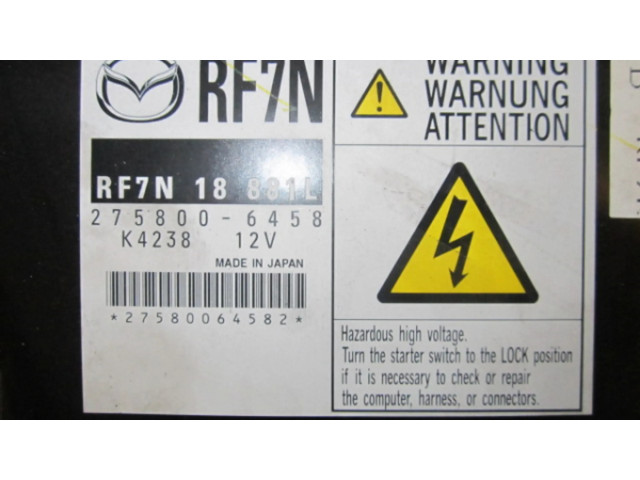 RF7N
RF7N 18 881L
275800-6458
K4238 12V
MADE IN JAPAN
*27580064582*
WARNING
WARNUNG
ATTENTION
Hazardous high voltage.
Turn the starter switch to the LOCK position
if it is necessary to check or repair
the computer, harness, or connectors.